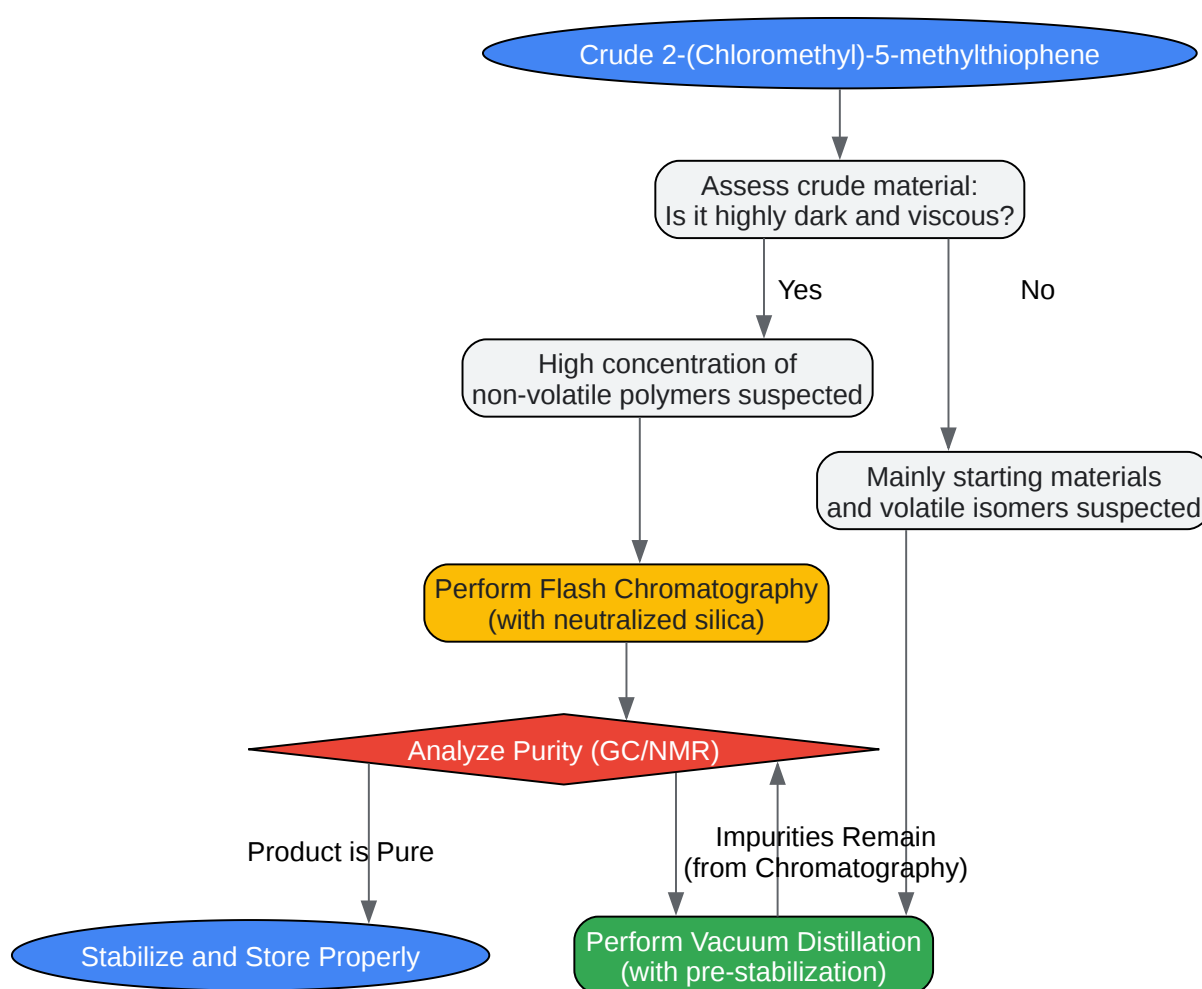 Crude 2-(Chloromethyl)-5-methylthiophene
Assess crude material:
Is it highly dark and viscous?
Yes
No
High concentration of
non-volatile polymers suspected
Mainly starting materials
and volatile isomers suspected
Perform Flash Chromatography
(with neutralized silica)
Analyze Purity (GC/NMR)
Product is Pure
Impurities Remain
(from Chromatography)
Stabilize and Store Properly
Perform Vacuum Distillation
(with pre-stabilization)